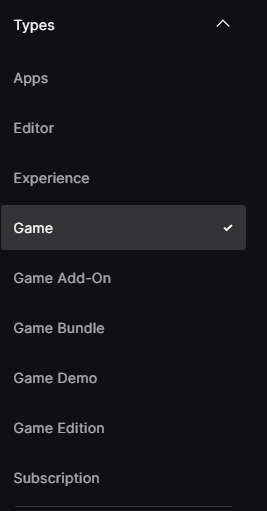 Types
Apps
Editor
Experience
Game
Game Add-On
Game Bundle
Game Demo
Game Edition
Subscription